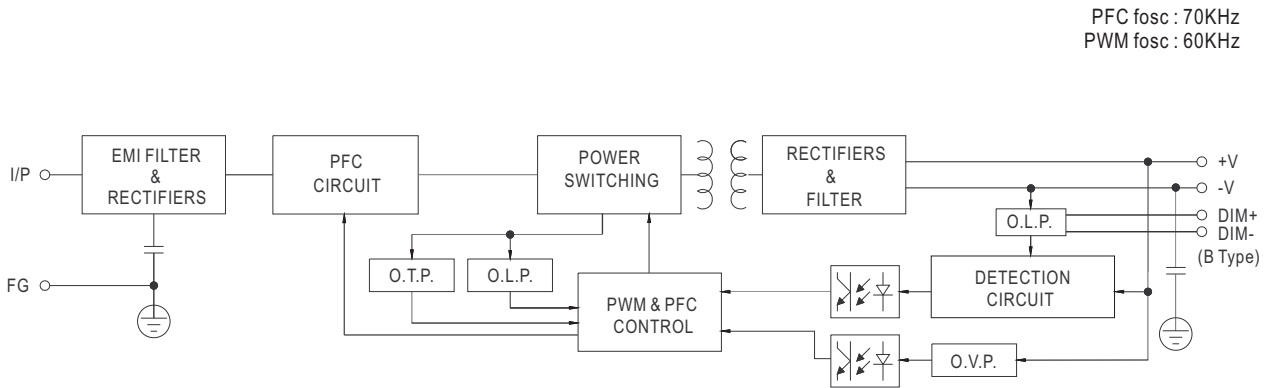 PFC fosc : 70KHz
PWM fosc : 60KHz
I/P
EMI FILTER
&
RECTIFIERS
PFC
CIRCUIT
POWER
SWITCHING
RECTIFIERS
&
FILTER
+V
-V
DIM+
DIM-
(B Type)
O.L.P.
FG
O.T.P.
O.L.P.
PWM & PFC
CONTROL
DETECTION
CIRCUIT
O.V.P.